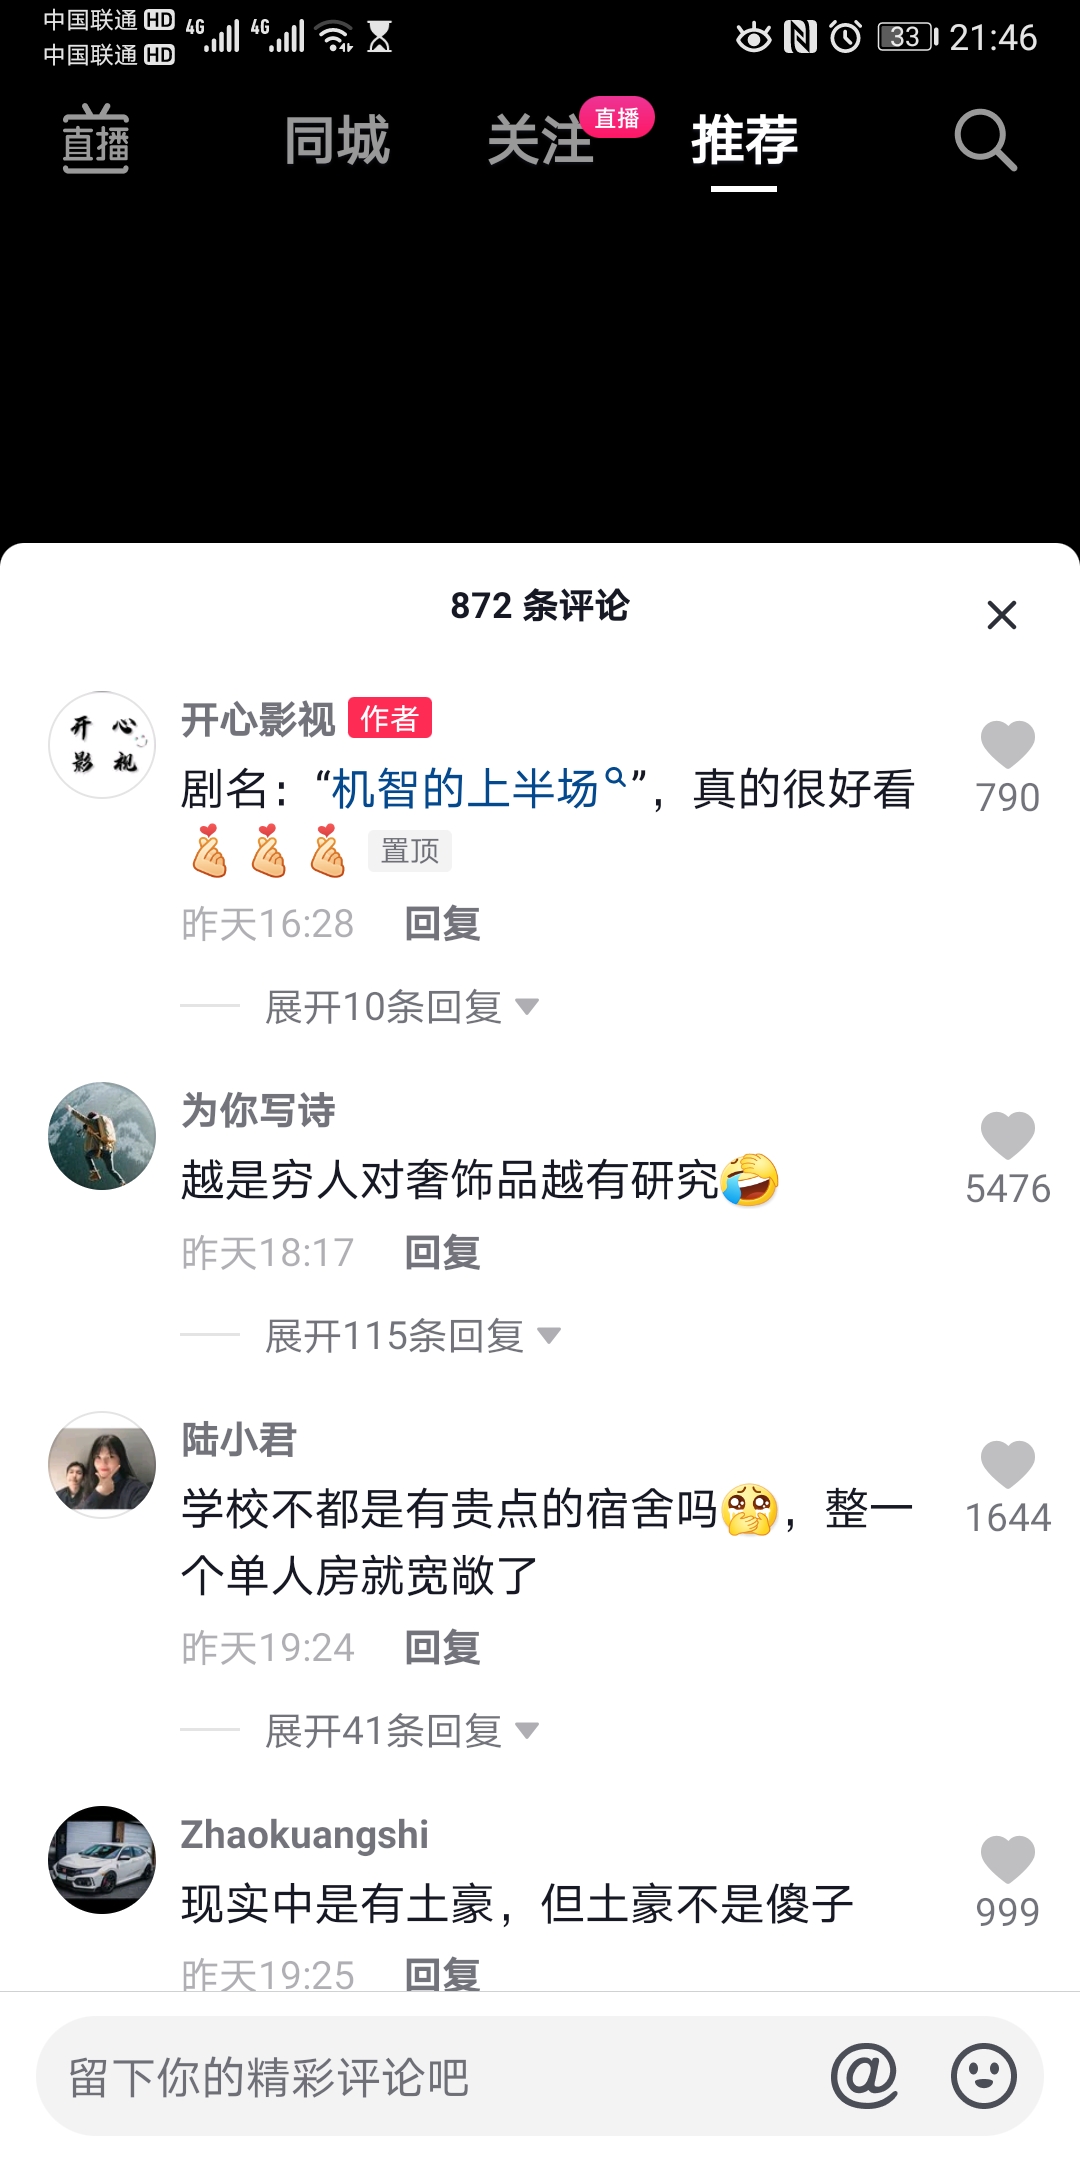 中国联通 HD 4G 4G 33 21:46
中国联通 HD
直播 同城 关注 直播 推荐
872 条评论
开心影视
开心影视 作者
剧名：“机智的上半场”，真的很好看
置顶
790
昨天16:28 回复
展开10条回复
为你写诗
越是穷人对奢饰品越有研究
5476
昨天18:17 回复
展开115条回复
陆小君
学校不都是有贵点的宿舍吗，整一
个单人房就宽敞了
1644
昨天19:24 回复
展开41条回复
Zhaokuangshi
现实中是有土豪，但土豪不是傻子
999
昨天19:25 回复
留下你的精彩评论吧 @